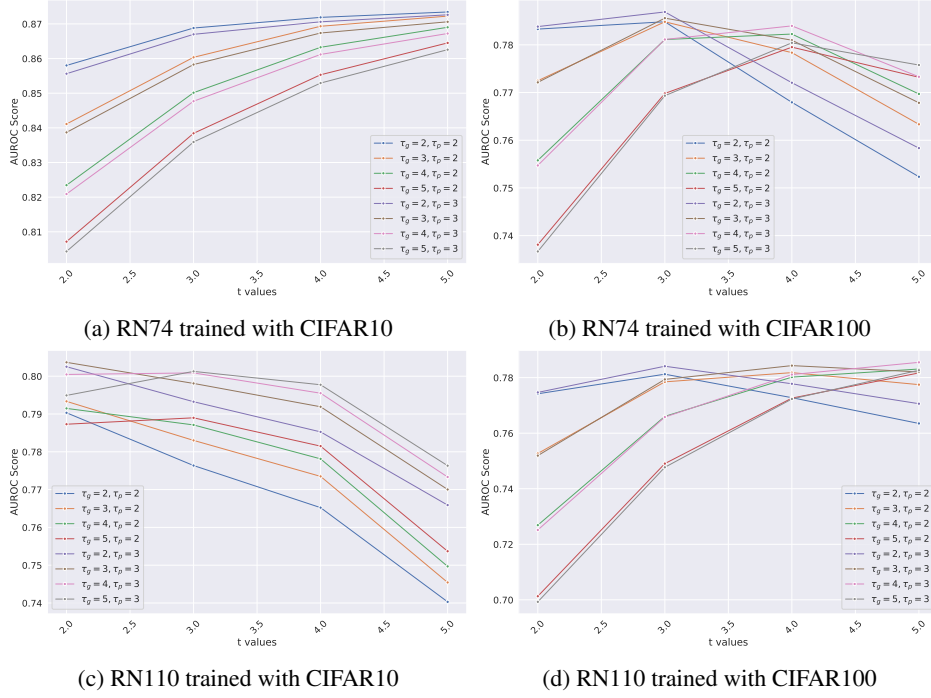 0.87
0.86
0.85
0.84
0.83
0.82
0.81
AUROC Score
2.0
2.5
3.0
3.5
4.0
4.5
5.0
t values
τg = 2, τp = 2
τg = 3, τp = 2
τg = 4, τp = 2
τg = 5, τp = 2
τg = 2, τp = 3
τg = 3, τp = 3
τg = 4, τp = 3
τg = 5, τp = 3
(a) RN74 trained with CIFAR10
0.78
0.77
0.76
0.75
0.74
AUROC Score
2.0
2.5
3.0
3.5
4.0
4.5
5.0
t values
τg = 2, τp = 2
τg = 3, τp = 2
τg = 4, τp = 2
τg = 5, τp = 2
τg = 2, τp = 3
τg = 3, τp = 3
τg = 4, τp = 3
τg = 5, τp = 3
(b) RN74 trained with CIFAR100
0.80
0.79
0.78
0.77
0.76
0.75
0.74
AUROC Score
2.0
2.5
3.0
3.5
4.0
4.5
5.0
t values
τg = 2, τp = 2
τg = 3, τp = 2
τg = 4, τp = 2
τg = 5, τp = 2
τg = 2, τp = 3
τg = 3, τp = 3
τg = 4, τp = 3
τg = 5, τp = 3
(c) RN110 trained with CIFAR10
0.78
0.76
0.74
0.72
0.70
AUROC Score
2.0
2.5
3.0
3.5
4.0
4.5
5.0
t values
τg = 2, τp = 2
τg = 3, τp = 2
τg = 4, τp = 2
τg = 5, τp = 2
τg = 2, τp = 3
τg = 3, τp = 3
τg = 4, τp = 3
τg = 5, τp = 3
(d) RN110 trained with CIFAR100